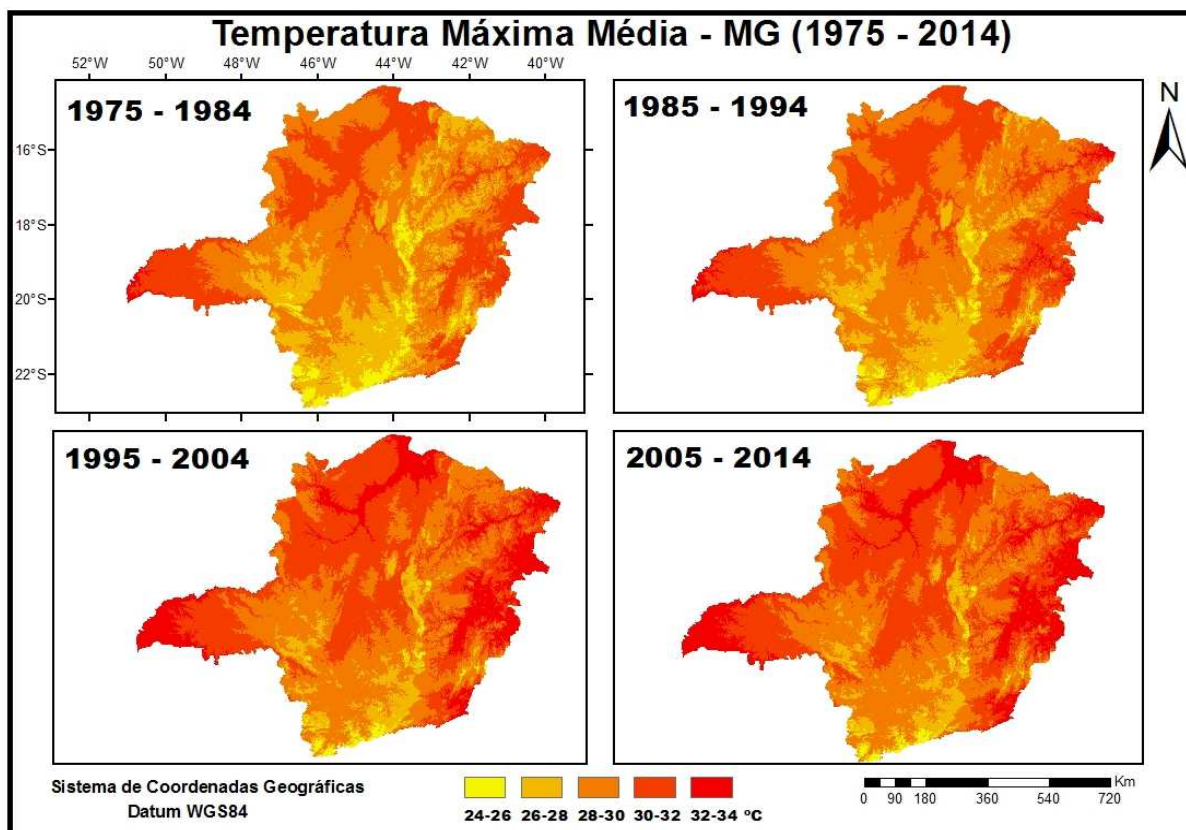 Temperatura Máxima Média - MG (1975 - 2014)
52°W 50°W 48°W 46°W 44°W 42°W 40°W
N
1975 - 1984
1985 - 1994
16°S
18°S
20°S
22°S
1995 - 2004
2005 - 2014
Sistema de Coordenadas Geográficas
Datum WGS84
24-26 26-28 28-30 30-32 32-34 ºC
Km
0 90 180 360 540 720